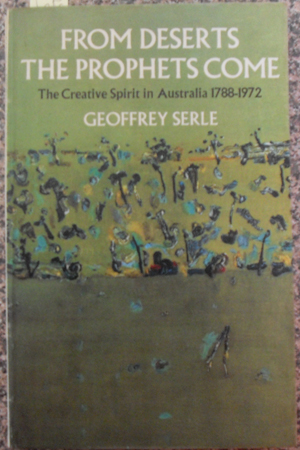 FROM DESERTS
THE PROPHETS COME
The Creative Spirit in Australia 1788-1972
GEOFFREY SERLE